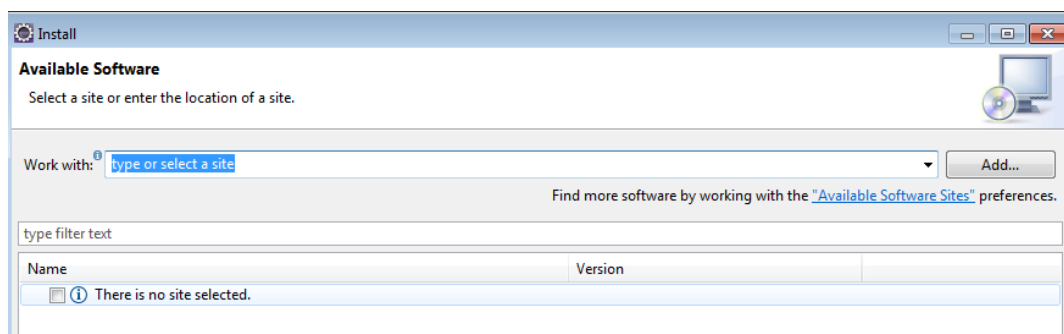 Install
Available Software
Select a site or enter the location of a site.
Work with: type or select a site Add...
Find more software by working with the "Available Software Sites" preferences.
type filter text
Name Version
There is no site selected.